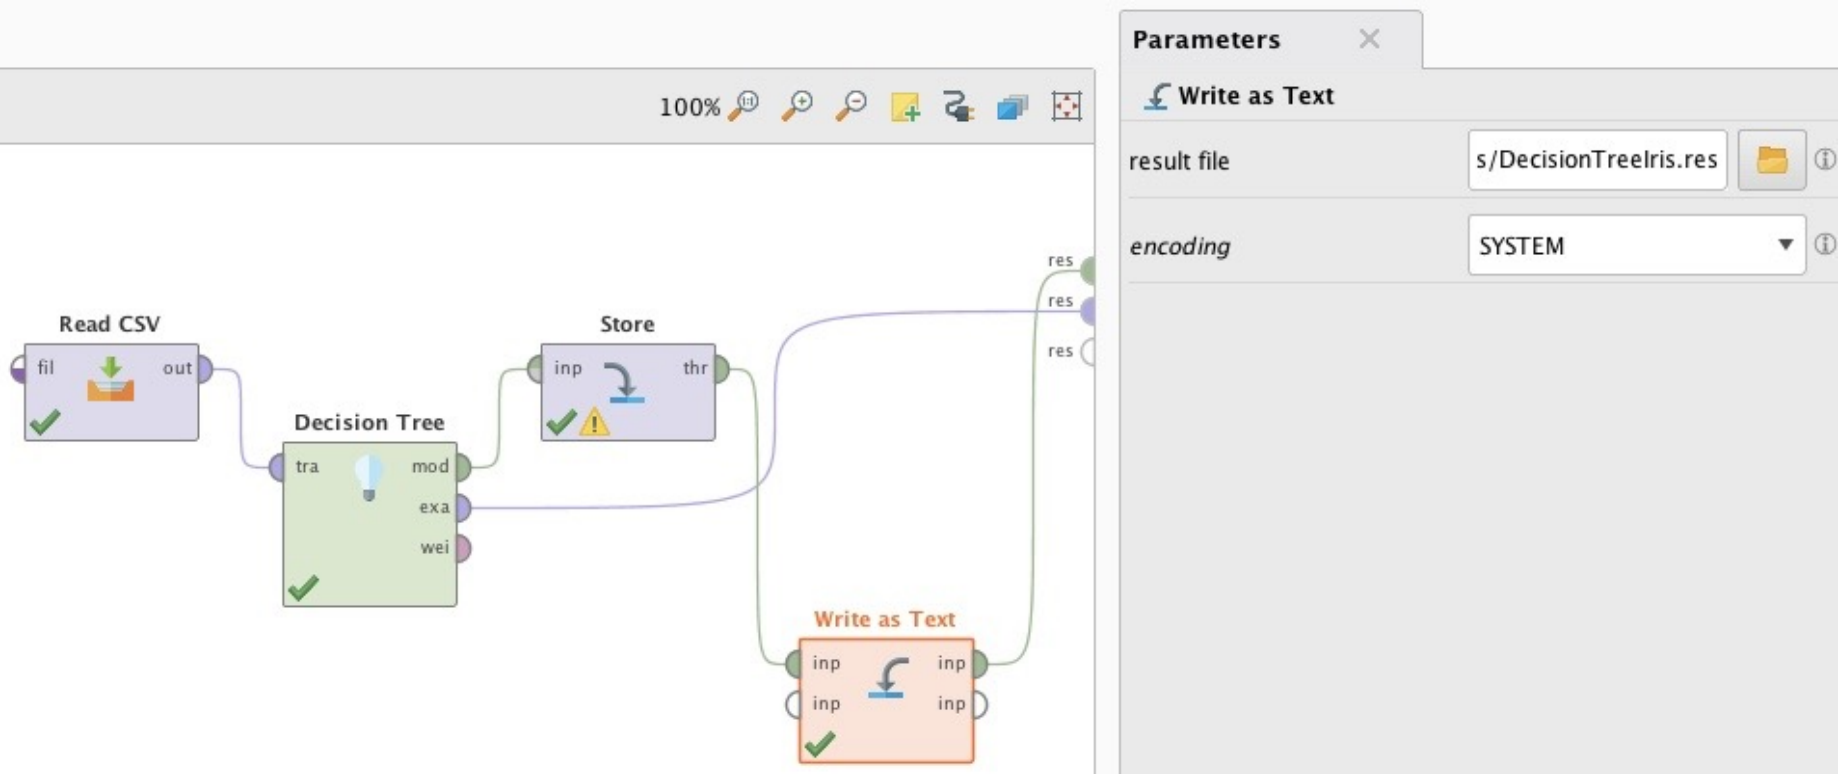 Parameters
Write as Text
100%
result file
s/DecisionTreeIris.res
encoding
SYSTEM
res
res
res
Read CSV
fil
out
Store
inp
thr
Decision Tree
tra
mod
exa
wei
Write as Text
inp
inp
inp
inp